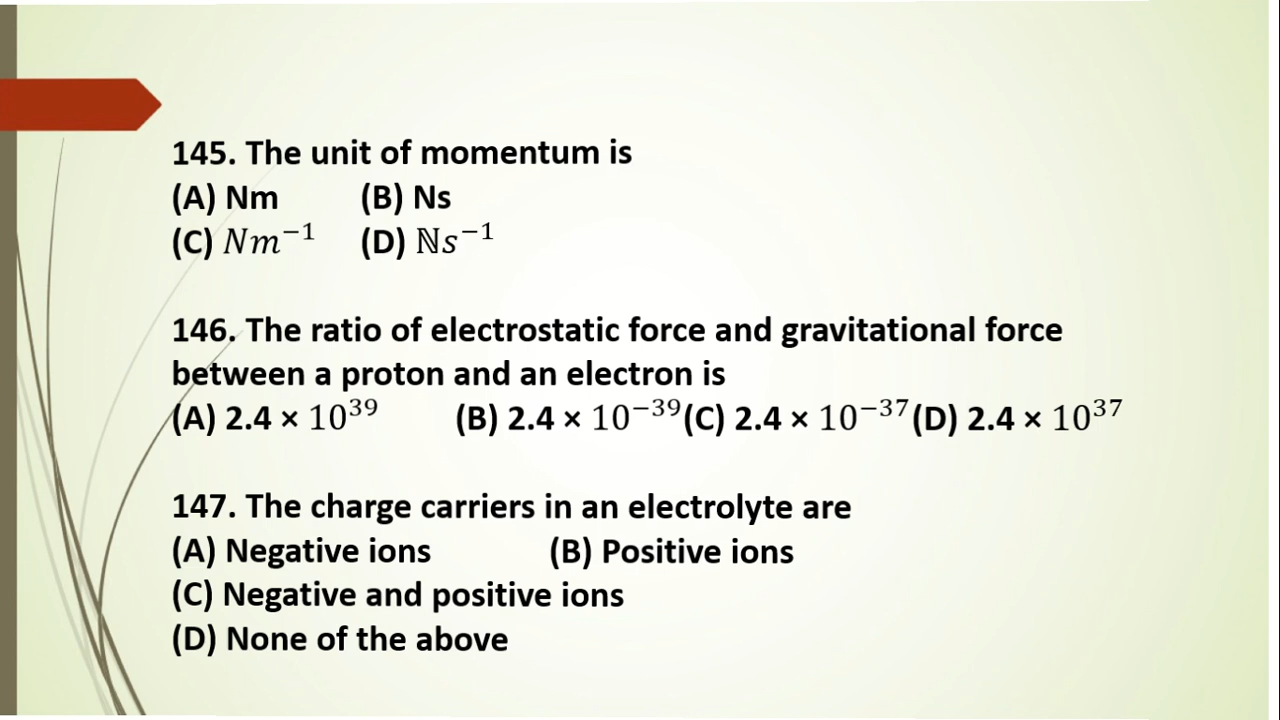 145. The unit of momentum is
(A) Nm (B) Ns
(C) Nm⁻¹ (D) ℕs⁻¹
146. The ratio of electrostatic force and gravitational force
between a proton and an electron is
(A) 2.4 × 10³⁹ (B) 2.4 × 10⁻³⁹(C) 2.4 × 10⁻³⁷(D) 2.4 × 10³⁷
147. The charge carriers in an electrolyte are
(A) Negative ions (B) Positive ions
(C) Negative and positive ions
(D) None of the above